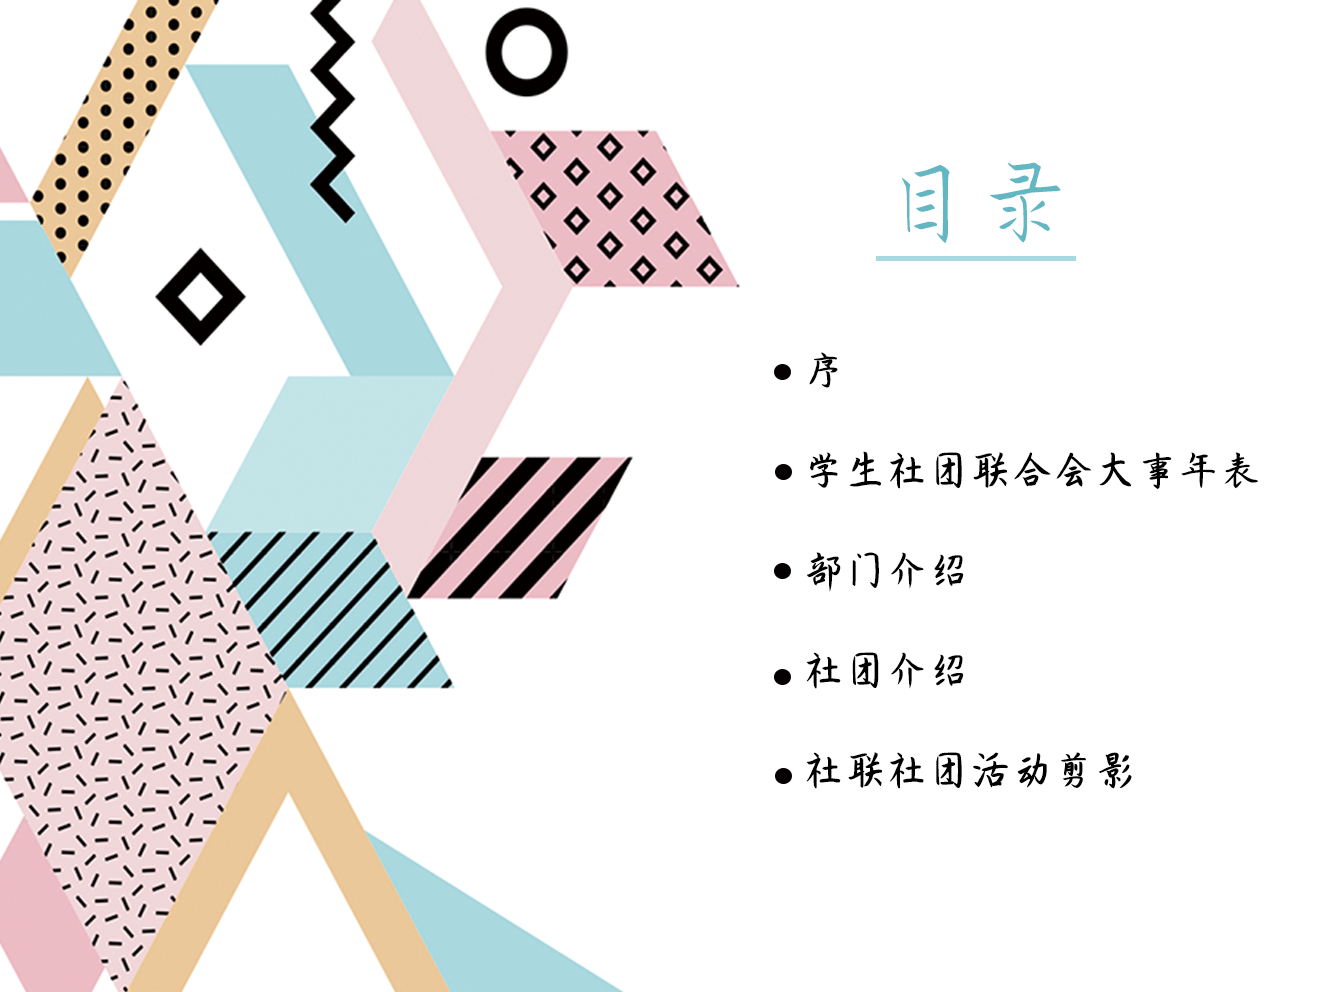 目录
序
学生社团联合会大事年表
部门介绍
社团介绍
社联社团活动剪影